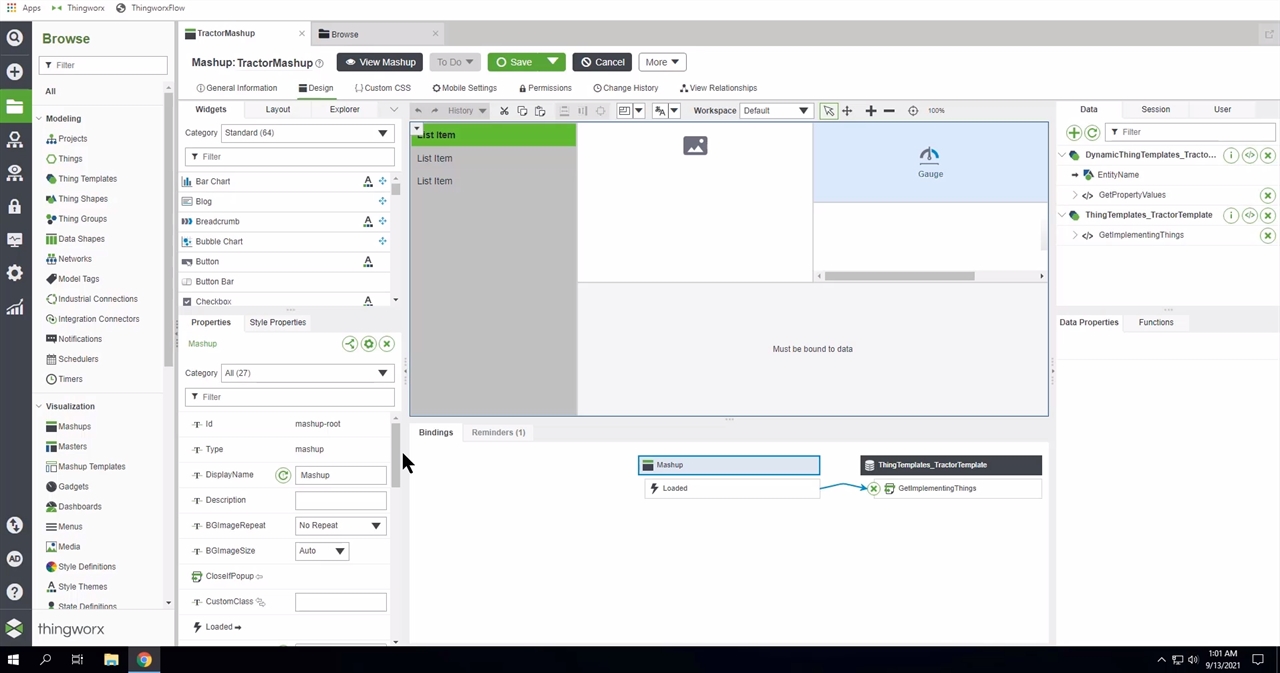 Apps Thingworx ThingworxFlow
TractorMashup Browse
Browse
Mashup: TractorMashup View Mashup To Do Save Cancel More
Filter
General Information Design Custom CSS Mobile Settings Permissions Change History View Relationships
All
Widgets Layout Explorer
History Workspace Default 100%
Data Session User
Modeling
Projects
Things
Thing Templates
Thing Shapes
Thing Groups
Data Shapes
Networks
Model Tags
Industrial Connections
Integration Connectors
Notifications
Schedulers
Timers
Visualization
Mashups
Masters
Mashup Templates
Gadgets
Dashboards
Menus
Media
Style Definitions
Style Themes
State Definitions
thingworx
Category Standard (64)
Filter
Bar Chart
Blog
Breadcrumb
Bubble Chart
Button
Button Bar
Checkbox
Properties Style Properties
Mashup
Category All (27)
Filter
Id mashup-root
Type mashup
DisplayName Mashup
Description
BGImageRepeat No Repeat
BGImageSize Auto
CloseIfPopup
CustomClass
Loaded
List Item
List Item
List Item
Gauge
Must be bound to data
Bindings Reminders (1)
Mashup ThingTemplates_TractorTemplate
Loaded GetImplementingThings
Filter
DynamicThingTemplates_Tracto...
EntityName
GetPropertyValues
ThingTemplates_TractorTemplate
GetImplementingThings
Data Properties Functions
AD
1:01 AM
9/13/2021